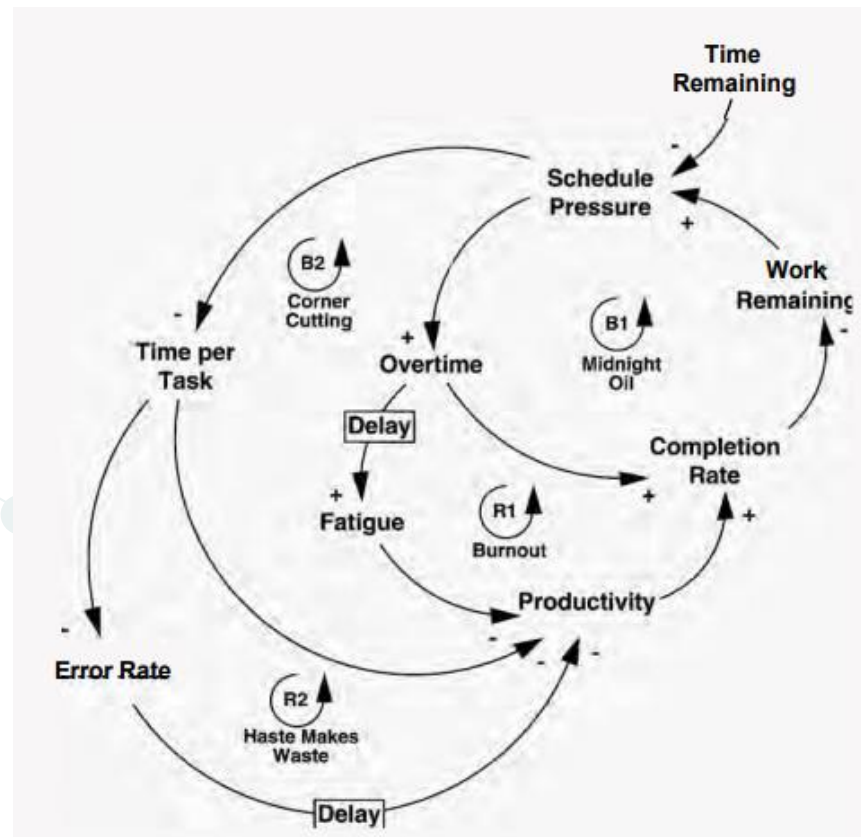 Time
Remaining
-
Schedule
Pressure
+
B2
Corner
Cutting
Work
Remaining
-
B1
Midnight
Oil
-
Time per
Task
+
Overtime
Delay
Completion
Rate
+
+
+
Fatigue
R1
Burnout
Productivity
-
-
-
-
Error Rate
R2
Haste Makes
Waste
Delay